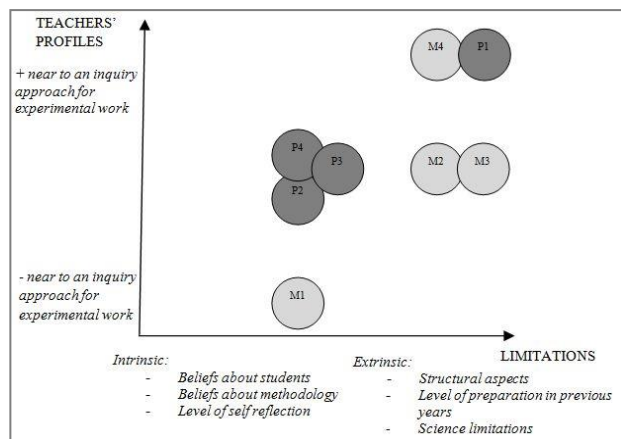 TEACHERS'
PROFILES
+ near to an inquiry
approach for
experimental work
M4
P1
P4
P3
P2
M2
M3
- near to an inquiry
approach for
experimental work
M1
LIMITATIONS
Intrinsic:
- Beliefs about students
- Beliefs about methodology
- Level of self reflection
Extrinsic:
- Structural aspects
- Level of preparation in previous
years
- Science limitations